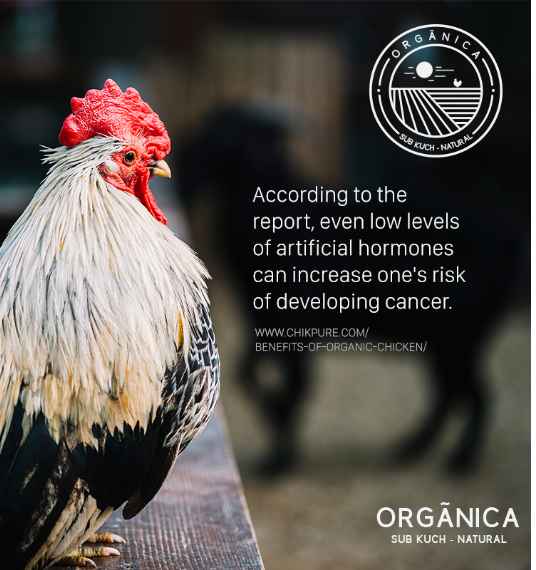 ORGÃNICA
SUB KUCH - NATURAL
According to the
report, even low levels
of artificial hormones
can increase one's risk
of developing cancer.
WWW.CHIKPURE.COM/
BENEFITS-OF-ORGANIC-CHICKEN/
ORGÃNICA
SUB KUCH - NATURAL